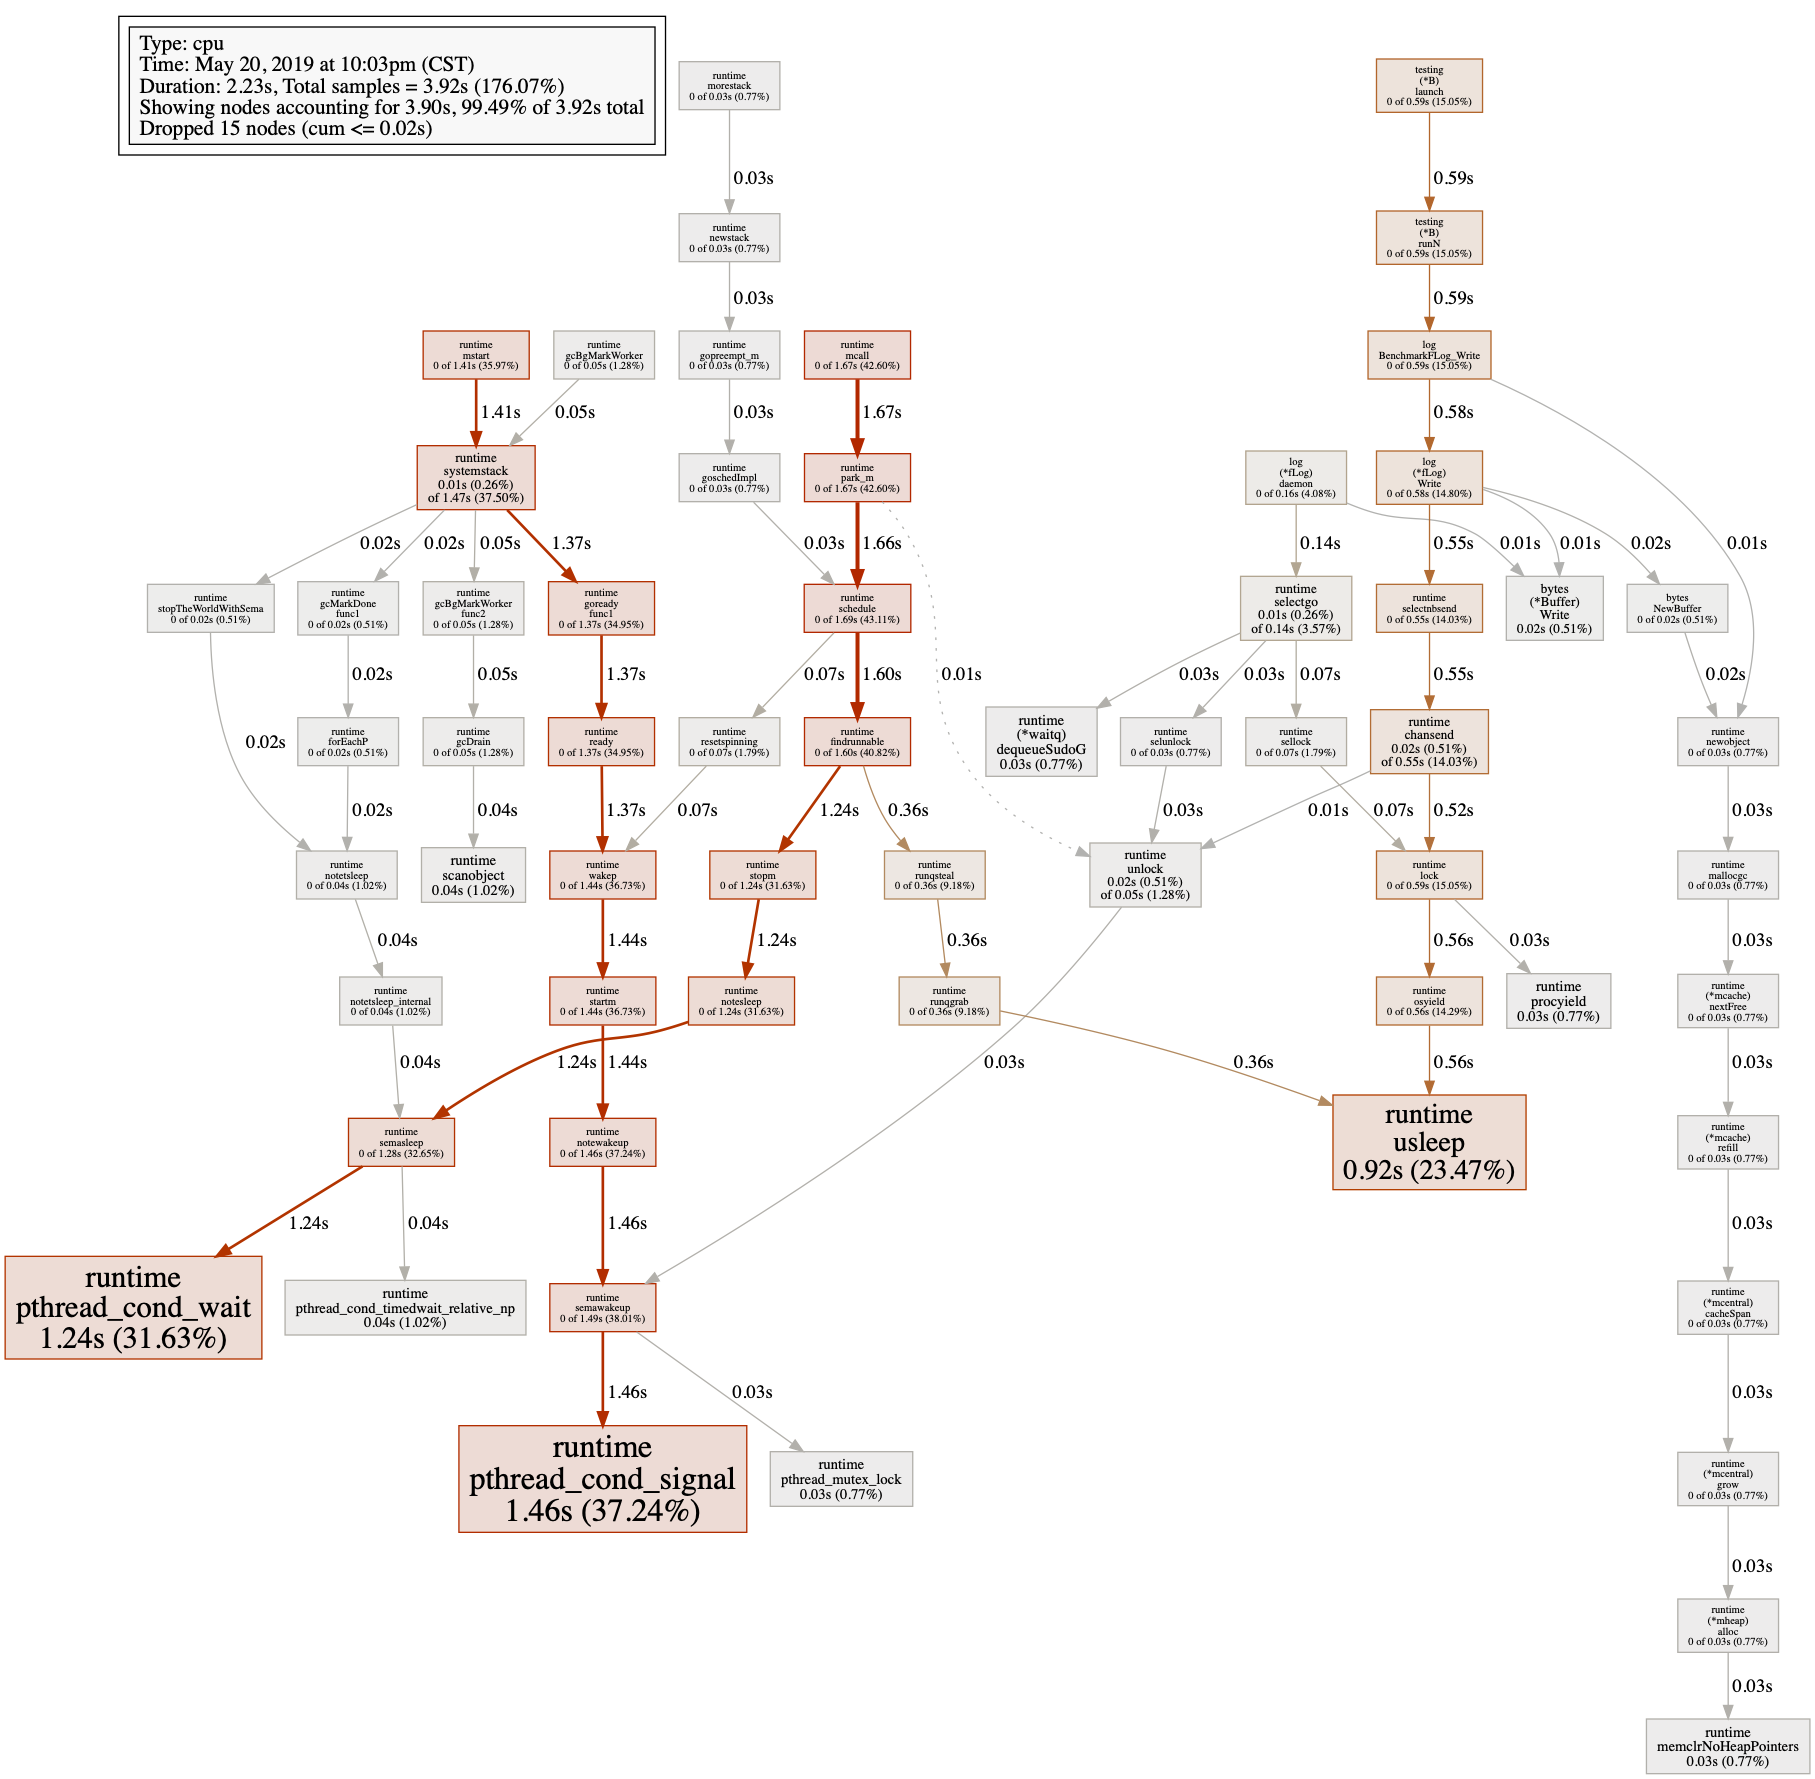 Type: cpu
Time: May 20, 2019 at 10:03pm (CST)
Duration: 2.23s, Total samples = 3.92s (176.07%)
Showing nodes accounting for 3.90s, 99.49% of 3.92s total
Dropped 15 nodes (cum <= 0.02s)
runtime
morestack
0 of 0.03s (0.77%)
testing
(*B)
launch
0 of 0.59s (15.05%)
0.03s
0.59s
runtime
newstack
0 of 0.03s (0.77%)
testing
(*B)
runN
0 of 0.59s (15.05%)
0.03s
0.59s
runtime
mstart
0 of 1.41s (35.97%)
runtime
gcBgMarkWorker
0 of 0.05s (1.28%)
runtime
gopreempt_m
0 of 0.03s (0.77%)
runtime
mcall
0 of 1.67s (42.60%)
log
BenchmarkFLog_Write
0 of 0.59s (15.05%)
1.41s
0.05s
0.03s
1.67s
0.58s
runtime
systemstack
0.01s (0.26%)
of 1.47s (37.50%)
runtime
goschedImpl
0 of 0.03s (0.77%)
runtime
park_m
0 of 1.67s (42.60%)
log
(*fLog)
daemon
0 of 0.16s (4.08%)
log
(*fLog)
Write
0 of 0.58s (14.80%)
0.02s
0.02s
0.05s
1.37s
0.03s
1.66s
0.14s
0.55s
0.01s
0.01s
0.02s
0.01s
runtime
stopTheWorldWithSema
0 of 0.02s (0.51%)
runtime
gcMarkDone
func1
0 of 0.02s (0.51%)
runtime
gcBgMarkWorker
func2
0 of 0.05s (1.28%)
runtime
goready
func1
0 of 1.37s (34.95%)
runtime
schedule
0 of 1.69s (43.11%)
runtime
selectgo
0.01s (0.26%)
of 0.14s (3.57%)
runtime
selectnbsend
0 of 0.55s (14.03%)
bytes
(*Buffer)
Write
0.02s (0.51%)
bytes
NewBuffer
0 of 0.02s (0.51%)
0.02s
0.05s
1.37s
0.07s
1.60s
0.01s
0.03s
0.03s
0.07s
0.55s
0.02s
0.02s
runtime
forEachP
0 of 0.02s (0.51%)
runtime
gcDrain
0 of 0.05s (1.28%)
runtime
ready
0 of 1.37s (34.95%)
runtime
resetspinning
0 of 0.07s (1.79%)
runtime
findrunnable
0 of 1.60s (40.82%)
runtime
(*waitq)
dequeueSudoG
0.03s (0.77%)
runtime
selunlock
0 of 0.03s (0.77%)
runtime
sellock
0 of 0.07s (1.79%)
runtime
chansend
0.02s (0.51%)
of 0.55s (14.03%)
runtime
newobject
0 of 0.03s (0.77%)
0.02s
0.04s
1.37s
0.07s
1.24s
0.36s
0.03s
0.01s
0.07s
0.52s
0.03s
runtime
notetsleep
0 of 0.04s (1.02%)
runtime
scanobject
0.04s (1.02%)
runtime
wakep
0 of 1.44s (36.73%)
runtime
stopm
0 of 1.24s (31.63%)
runtime
runqsteal
0 of 0.36s (9.18%)
runtime
unlock
0.02s (0.51%)
of 0.05s (1.28%)
runtime
lock
0 of 0.59s (15.05%)
runtime
mallocgc
0 of 0.03s (0.77%)
0.04s
1.44s
1.24s
0.36s
0.56s
0.03s
0.03s
runtime
notetsleep_internal
0 of 0.04s (1.02%)
runtime
startm
0 of 1.44s (36.73%)
runtime
notesleep
0 of 1.24s (31.63%)
runtime
runqgrab
0 of 0.36s (9.18%)
runtime
osyield
0 of 0.56s (14.29%)
runtime
procyield
0.03s (0.77%)
runtime
(*mcache)
nextFree
0 of 0.03s (0.77%)
0.04s
1.24s
1.44s
0.03s
0.36s
0.56s
0.03s
runtime
semasleep
0 of 1.28s (32.65%)
runtime
notewakeup
0 of 1.46s (37.24%)
runtime
usleep
0.92s (23.47%)
runtime
(*mcache)
refill
0 of 0.03s (0.77%)
1.24s
0.04s
1.46s
0.03s
runtime
pthread_cond_wait
1.24s (31.63%)
runtime
pthread_cond_timedwait_relative_np
0.04s (1.02%)
runtime
semawakeup
0 of 1.49s (38.01%)
runtime
(*mcentral)
cacheSpan
0 of 0.03s (0.77%)
1.46s
0.03s
0.03s
runtime
pthread_cond_signal
1.46s (37.24%)
runtime
pthread_mutex_lock
0.03s (0.77%)
runtime
(*mcentral)
grow
0 of 0.03s (0.77%)
0.03s
runtime
(*mheap)
alloc
0 of 0.03s (0.77%)
0.03s
runtime
memclrNoHeapPointers
0.03s (0.77%)